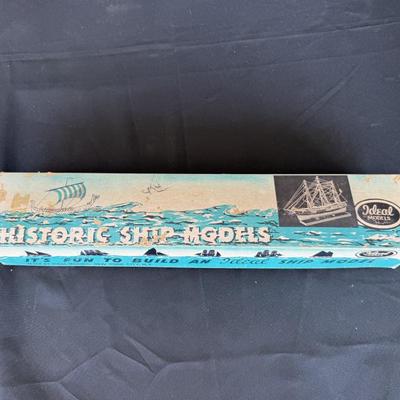 Ideal
MODELS
HISTORIC SHIP MODELS
IT'S FUN TO BUILD AN Ideal SHIP MODEL